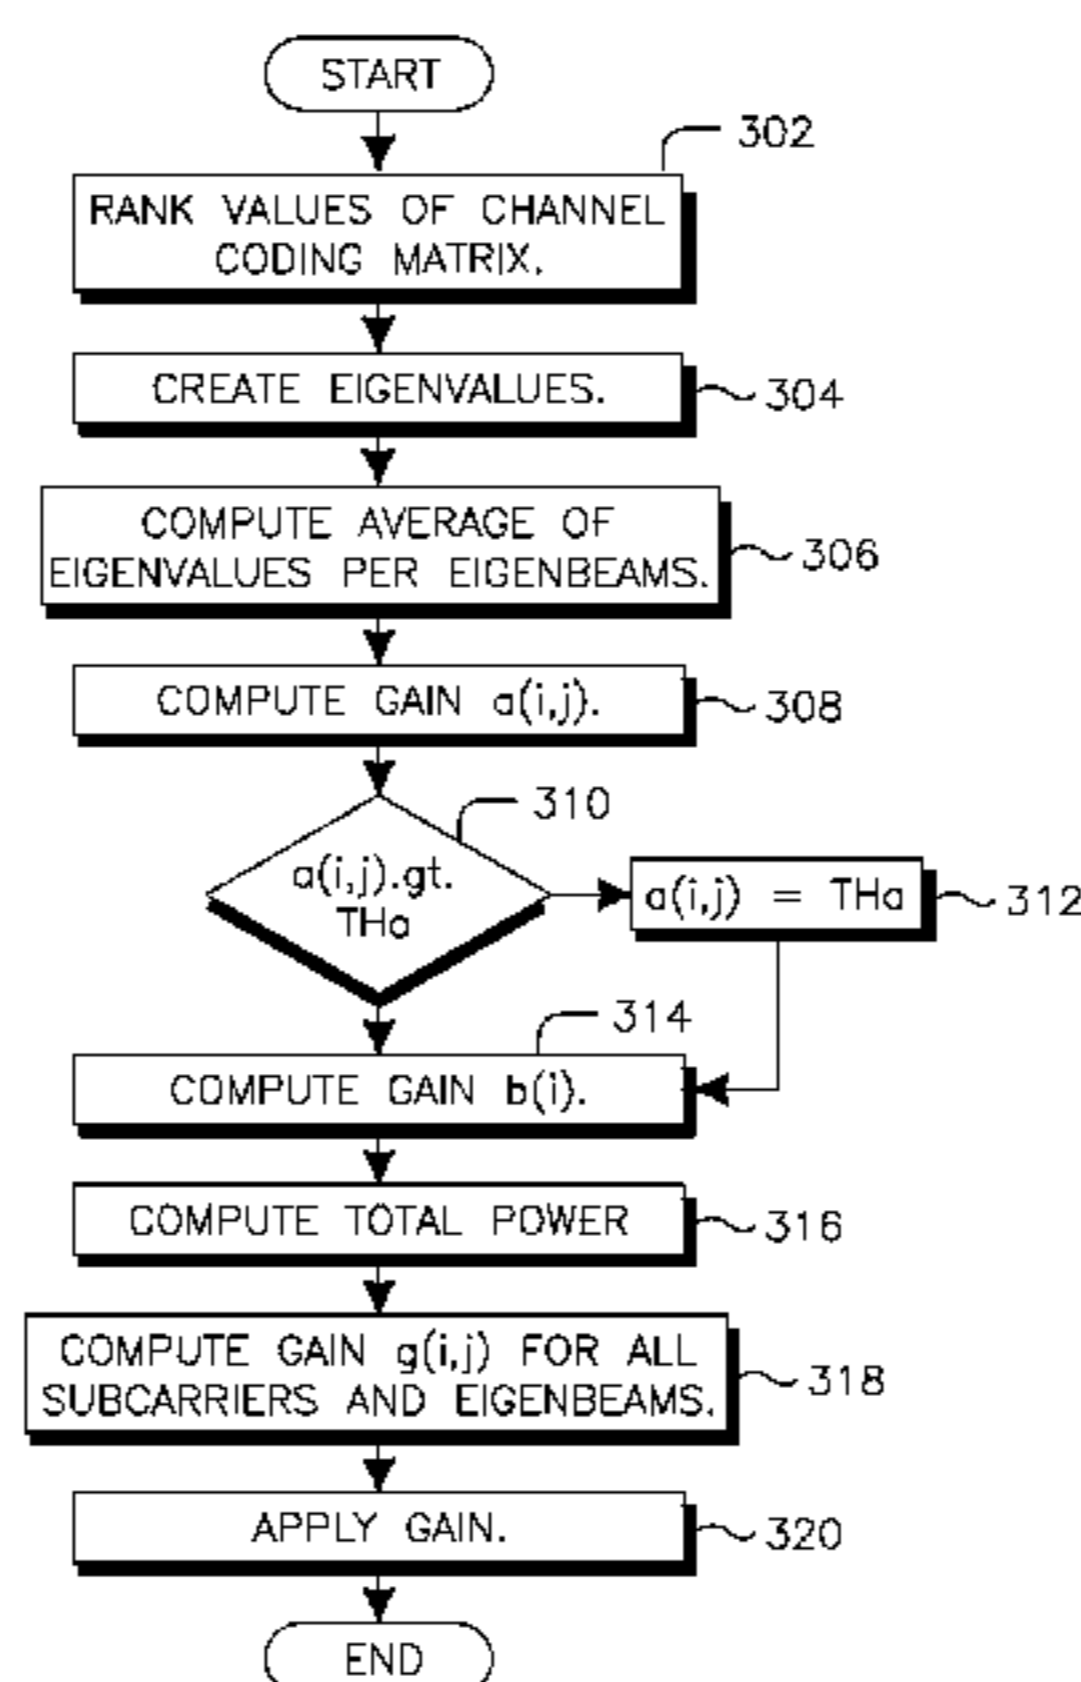 START
302
RANK VALUES OF CHANNEL
CODING MATRIX.
CREATE EIGENVALUES.
304
COMPUTE AVERAGE OF
EIGENVALUES PER EIGENBEAMS.
306
COMPUTE GAIN a(i,j).
308
310
a(i,j).gt.
THa
a(i,j) = THa
312
314
COMPUTE GAIN b(i).
COMPUTE TOTAL POWER
316
COMPUTE GAIN g(i,j) FOR ALL
SUBCARRIERS AND EIGENBEAMS.
318
APPLY GAIN.
320
END